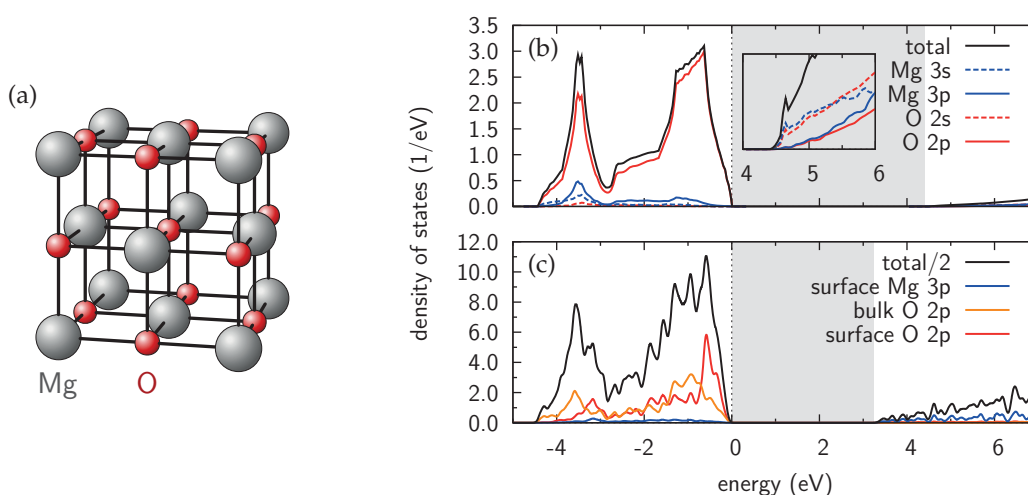 (a)
Mg O
density of states (1/eV)
3.5
3.0
2.5
2.0
1.5
1.0
0.5
0.0
(b)
total
Mg 3s
Mg 3p
O 2s
O 2p
4 5 6
12.0
10.0
8.0
6.0
4.0
2.0
0.0
(c)
total/2
surface Mg 3p
bulk O 2p
surface O 2p
-4 -2 0 2 4 6
energy (eV)